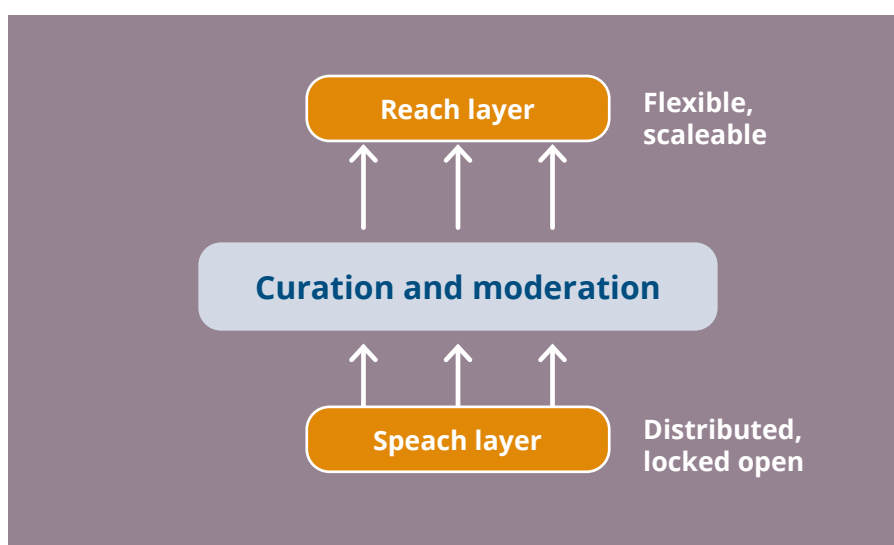 Reach layer
Flexible,
scaleable
Curation and moderation
Speach layer
Distributed,
locked open